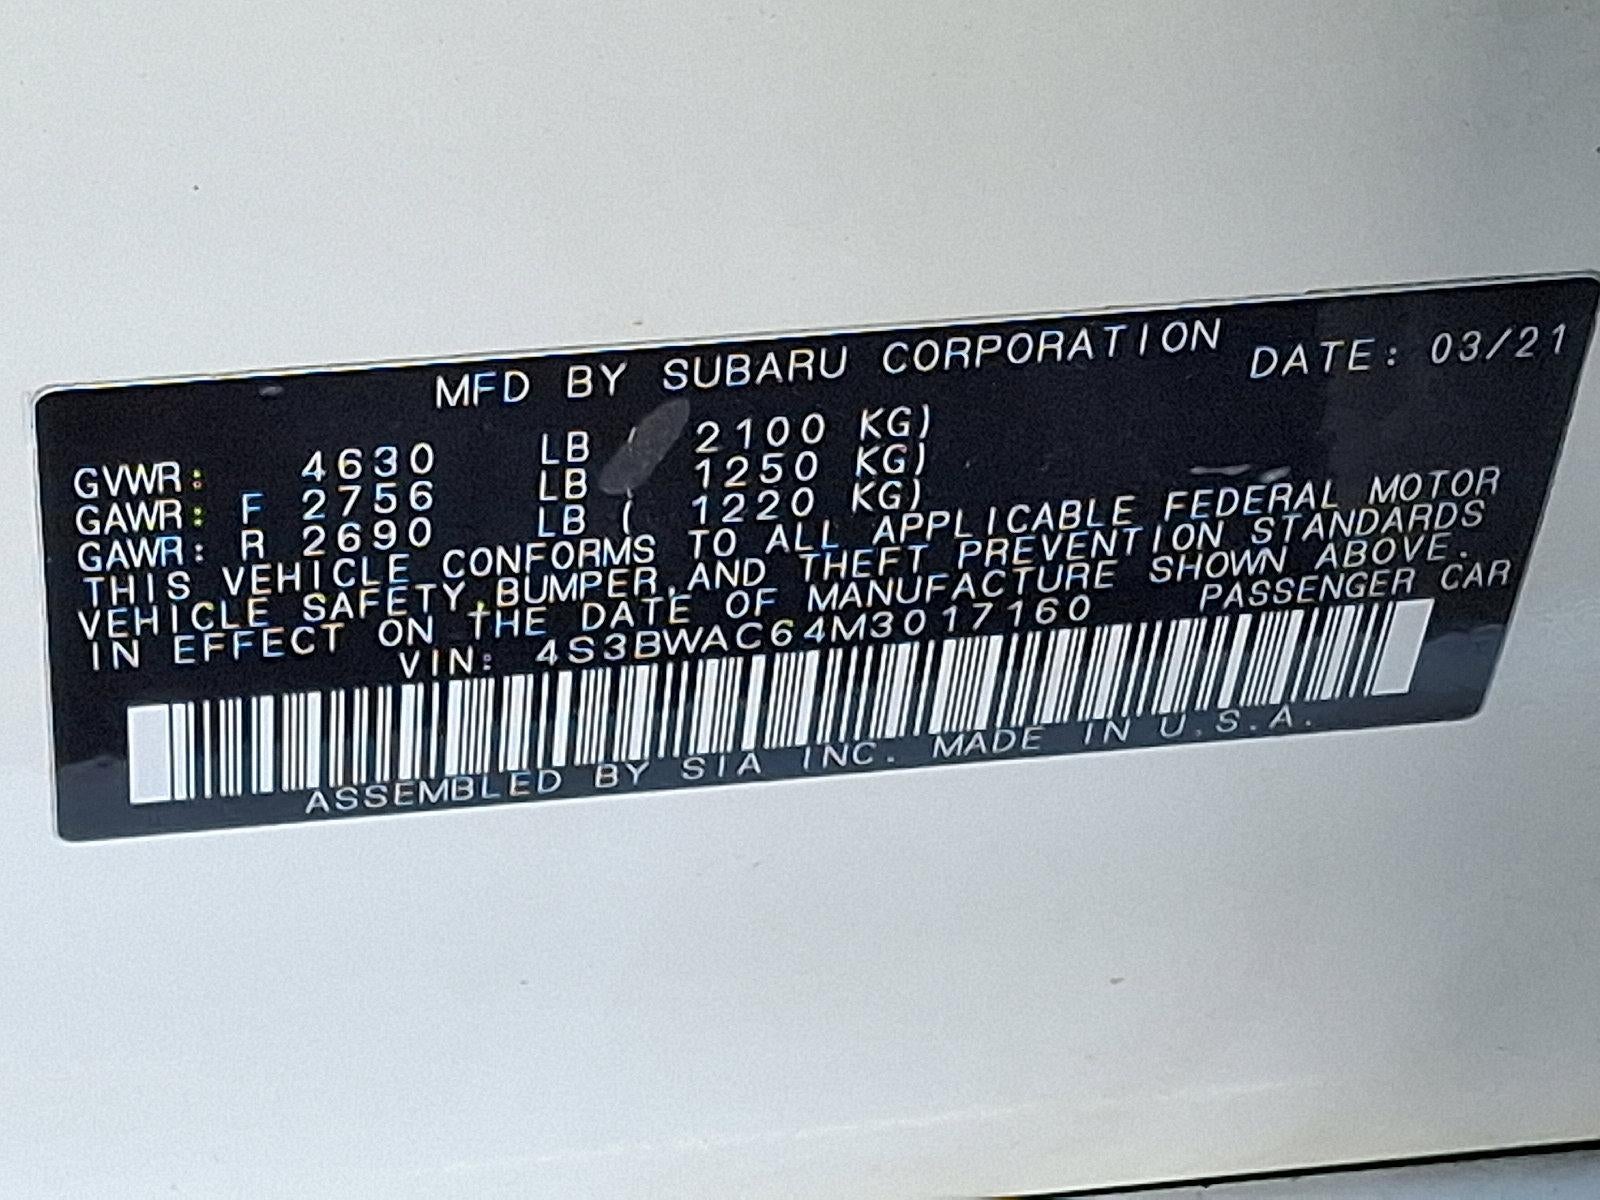 MFD BY SUBARU CORPORATION DATE: 03/21
GVWR: 4630 LB ( 2100 KG)
GAWR: F 2756 LB ( 1250 KG)
GAWR: R 2690 LB ( 1220 KG)
THIS VEHICLE CONFORMS TO ALL APPLICABLE FEDERAL MOTOR
VEHICLE SAFETY,BUMPER,AND THEFT PREVENTION STANDARDS
IN EFFECT ON THE DATE OF MANUFACTURE SHOWN ABOVE.
VIN: 4S3BWAC64M3017160 PASSENGER CAR
ASSEMBLED BY SIA INC. MADE IN U.S.A.